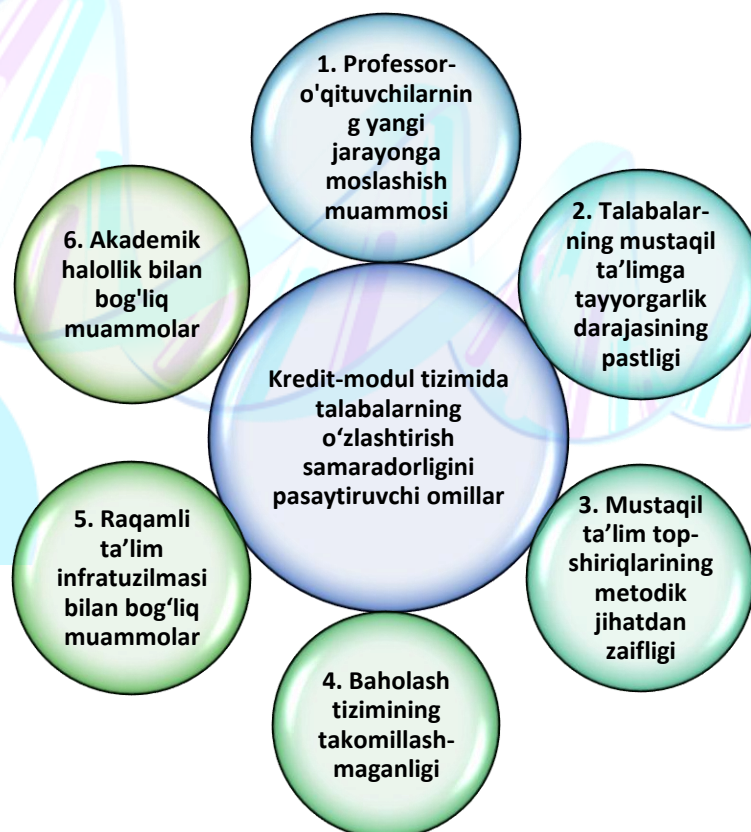 1. Professor-
o'qituvchilarnin
g yangi
jarayonga
moslashish
muammosi
2. Talabalar-
ning mustaqil
ta’limga
tayyorgarlik
darajasining
pastligi
3. Mustaqil
ta’lim top-
shiriqlarining
metodik
jihatdan
zaifligi
4. Baholash
tizimining
takomillash-
maganligi
5. Raqamli
ta’lim
infratuzilmasi
bilan bog‘liq
muammolar
6. Akademik
halollik bilan
bog'liq
muammolar
Kredit-modul tizimida
talabalarning
o‘zlashtirish
samaradorligini
pasaytiruvchi omillar